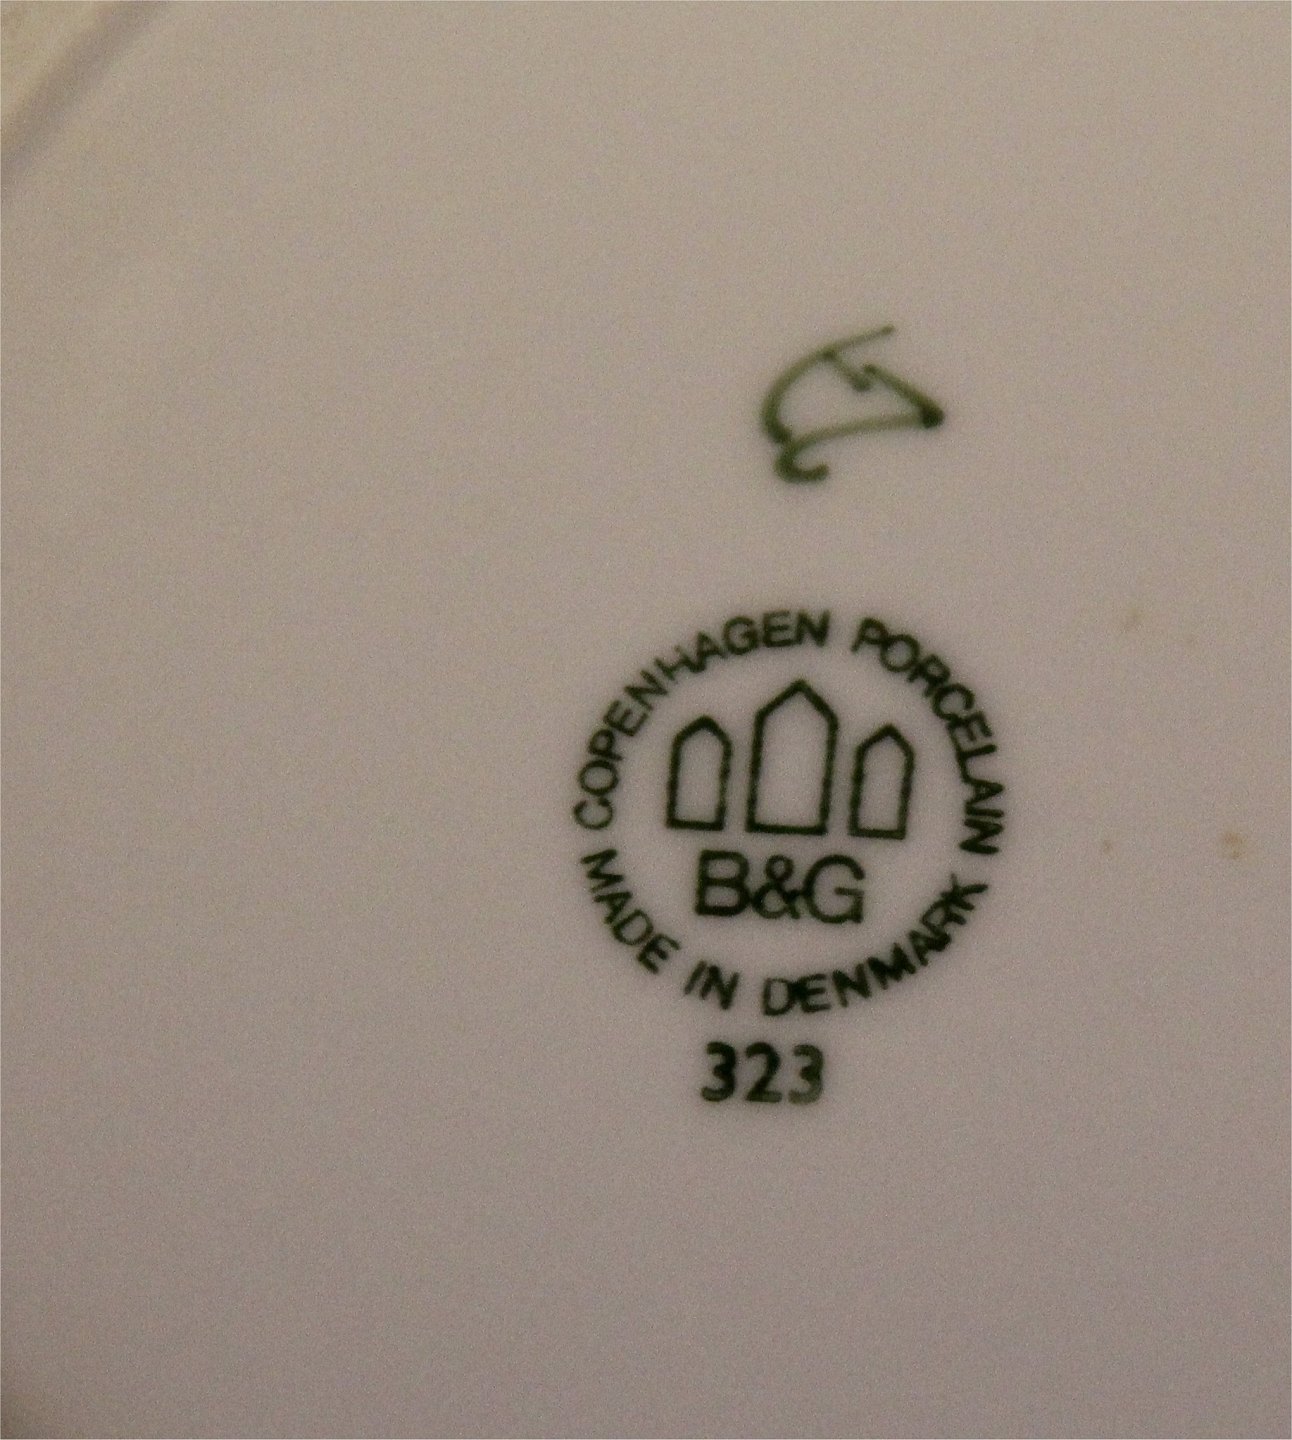 COPENHAGEN PORCELAIN
B&G
MADE IN DENMARK
323